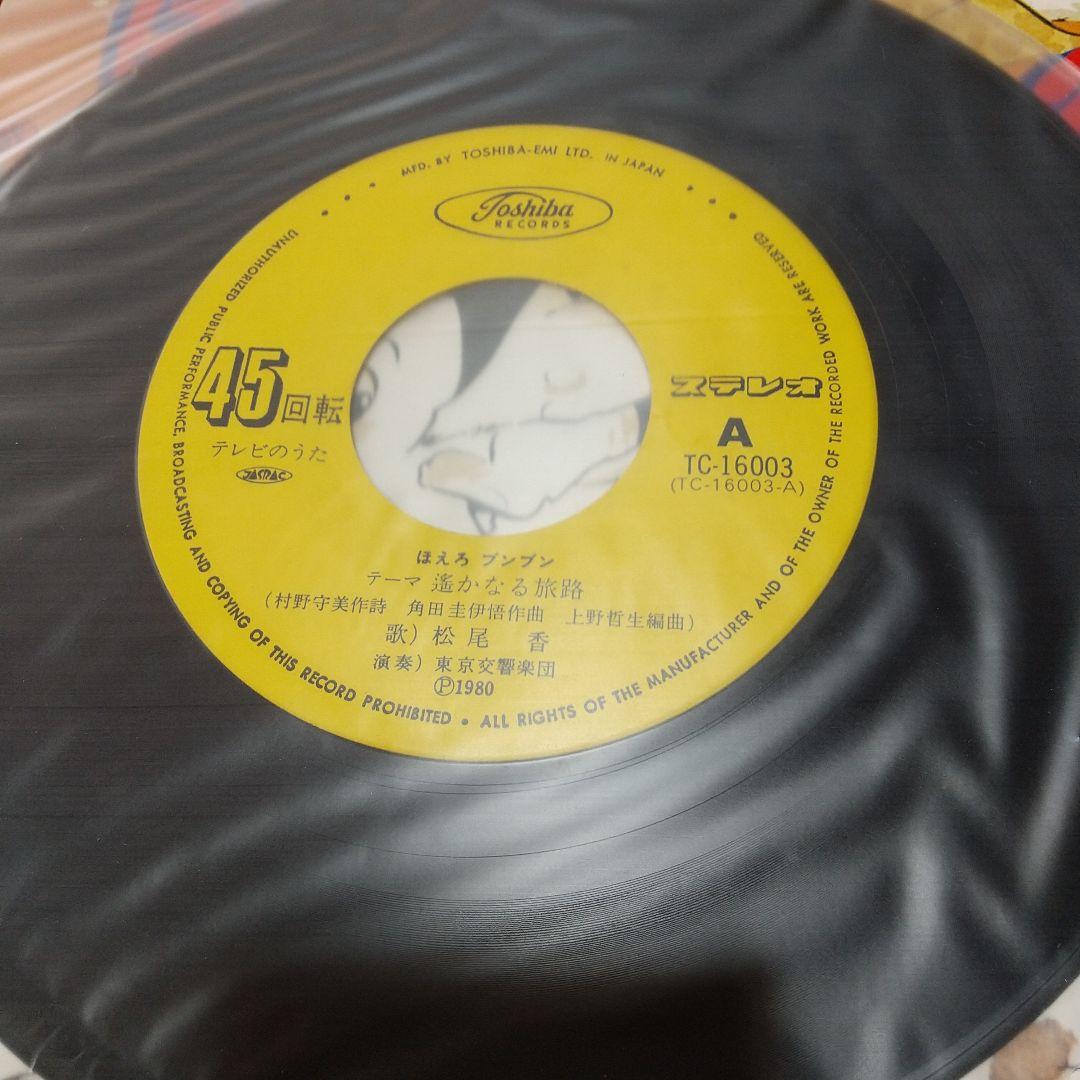 MFD. BY TOSHIBA-EMI LTD. IN JAPAN
Toshiba
RECORDS
45回転
テレビのうた
JASRAC
ステレオ
A
TC-16003
(TC-16003-A)
ほえろ ブンブン
テーマ 遙かなる旅路
(村野守美作詩 角田圭伊悟作曲 上野哲生編曲)
歌) 松尾 香
演奏) 東京交響楽団
Ⓟ1980
UNAUTHORIZED PUBLIC PERFORMANCE, BROADCASTING AND COPYING OF THIS RECORD PROHIBITED • ALL RIGHTS OF THE MANUFACTURER AND OF THE OWNER OF THE RECORDED WORK ARE RESERVED